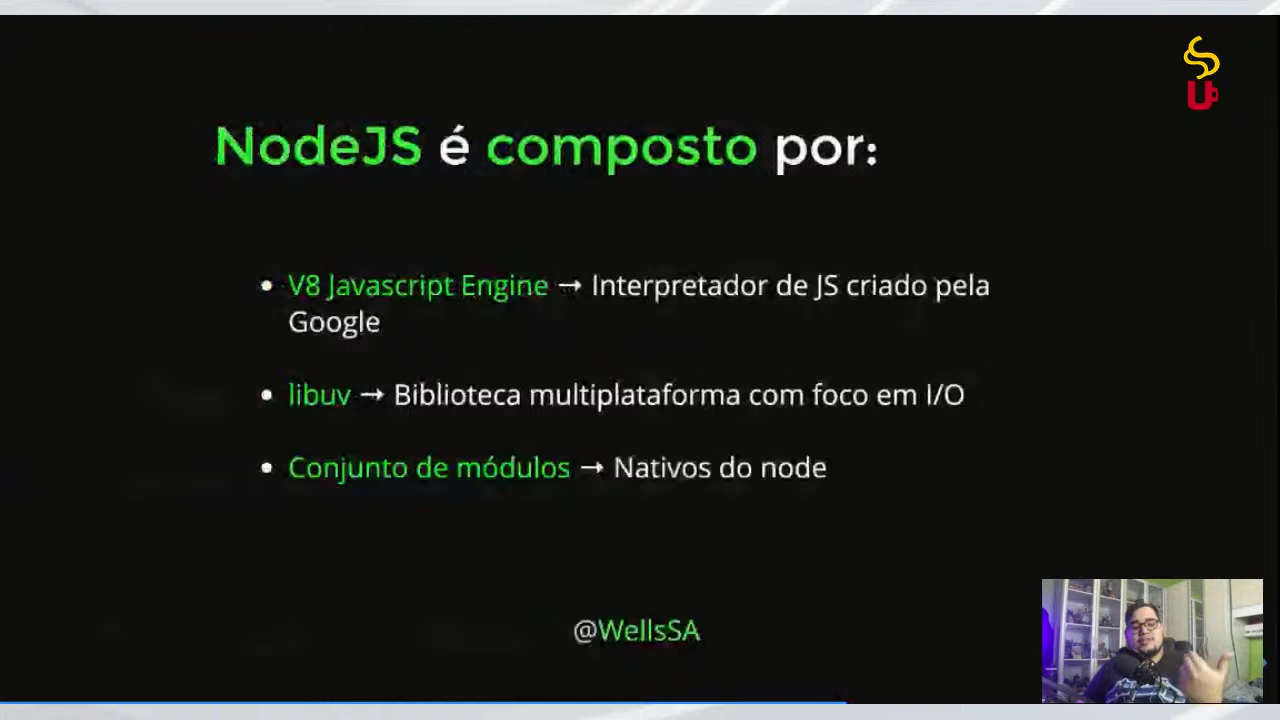 NodeJS é composto por:
• V8 Javascript Engine → Interpretador de JS criado pela
Google
• libuv → Biblioteca multiplataforma com foco em I/O
• Conjunto de módulos → Nativos do node
@WellsSA